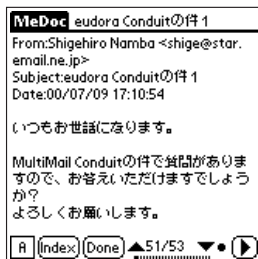 MeDoc eudora Conduitの件 1
From:Shigehiro Namba <shige@star.
email.ne.jp>
Subject:eudora Conduitの件 1
Date:00/07/09 17:10:54
いつもお世話になります。
MultiMail Conduitの件で質問がありま
すので、お答えいただけますでしょう
か?
よろしくお願いします。
A Index Done 51/53